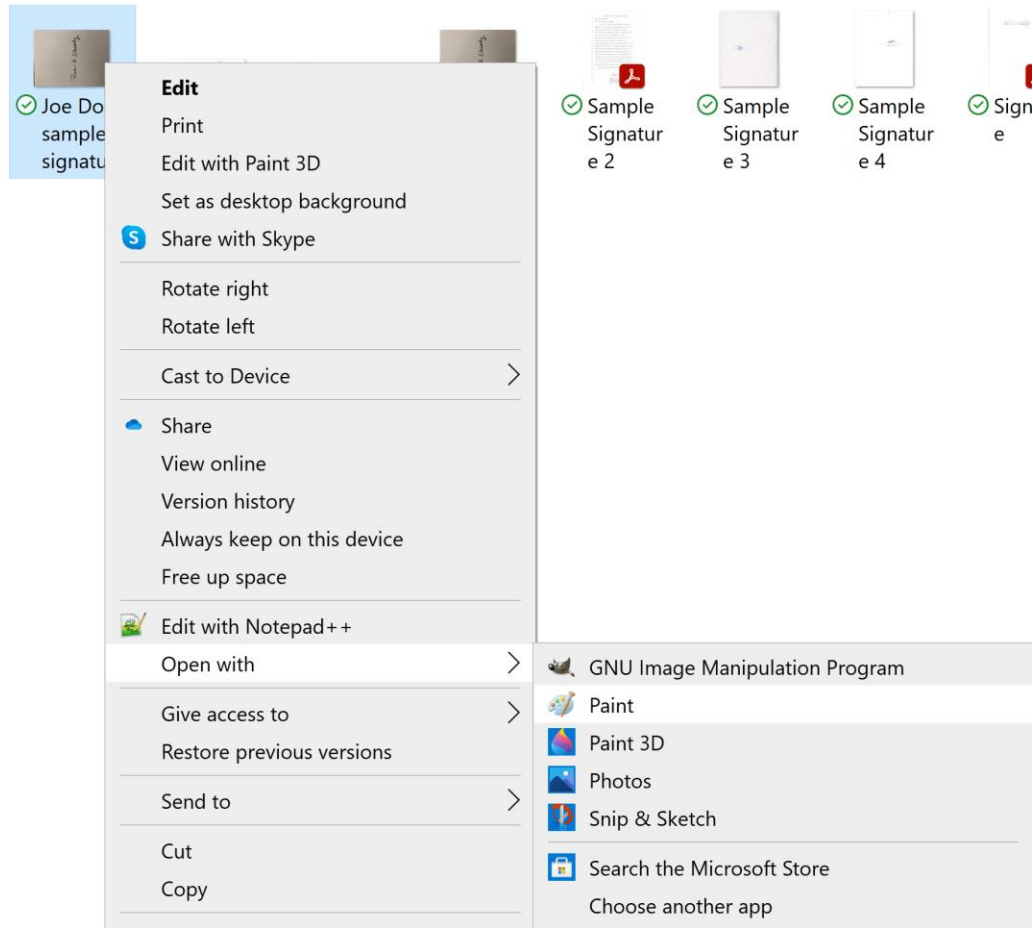 Joe Do
sample
signatu
Sample
Signatur
e 2
Sample
Signatur
e 3
Sample
Signatur
e 4
Sign
e
Edit
Print
Edit with Paint 3D
Set as desktop background
Share with Skype
Rotate right
Rotate left
Cast to Device
Share
View online
Version history
Always keep on this device
Free up space
Edit with Notepad++
Open with
Give access to
Restore previous versions
Send to
Cut
Copy
GNU Image Manipulation Program
Paint
Paint 3D
Photos
Snip & Sketch
Search the Microsoft Store
Choose another app